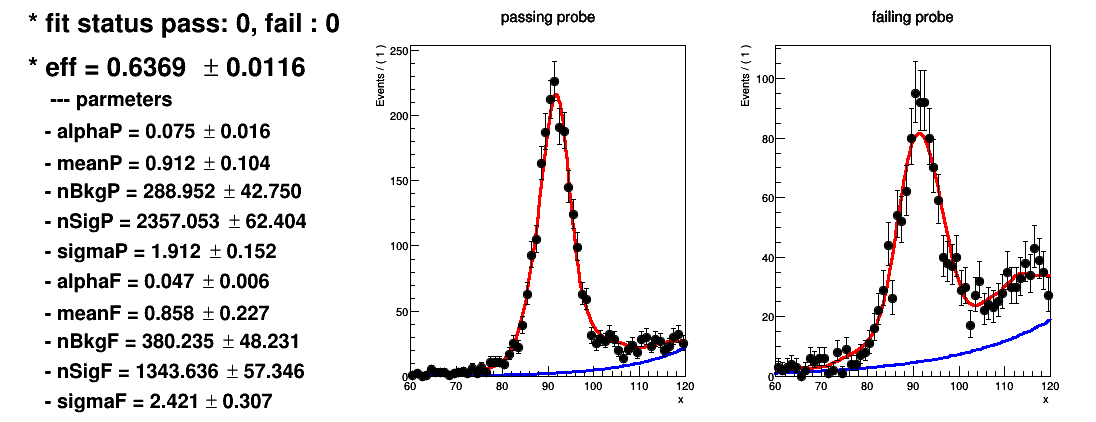 * fit status pass: 0, fail : 0
* eff = 0.6369 ± 0.0116
--- parmeters
- alphaP = 0.075 ± 0.016
- meanP = 0.912 ± 0.104
- nBkgP = 288.952 ± 42.750
- nSigP = 2357.053 ± 62.404
- sigmaP = 1.912 ± 0.152
- alphaF = 0.047 ± 0.006
- meanF = 0.858 ± 0.227
- nBkgF = 380.235 ± 48.231
- nSigF = 1343.636 ± 57.346
- sigmaF = 2.421 ± 0.307
passing probe
Events / ( 1 )
250
200
150
100
50
0
60 70 80 90 100 110 120
x
failing probe
Events / ( 1 )
100
80
60
40
20
0
60 70 80 90 100 110 120
x